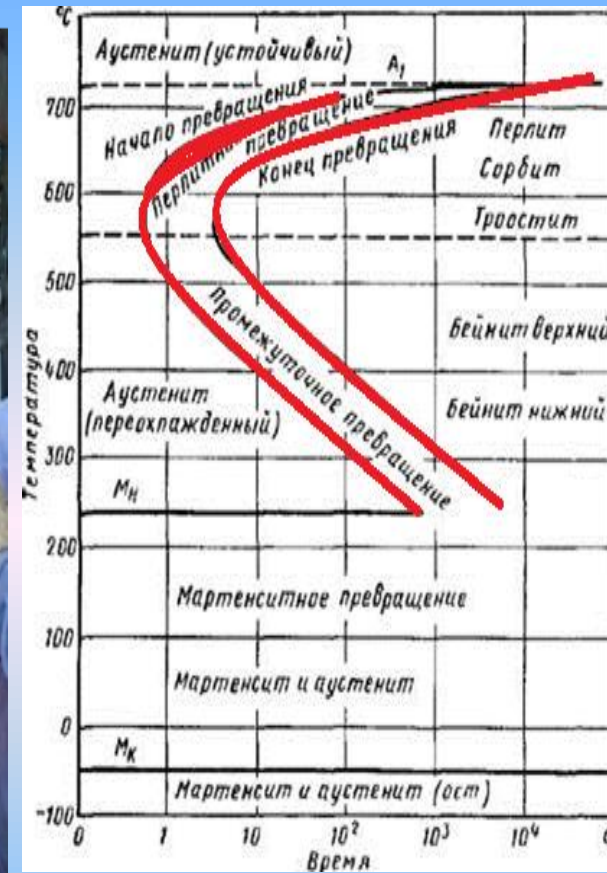 °С
Аустенит (устойчивый)
А₁
Начало превращения
Перлитн превращение
Конец превращения
Перлит
Сорбит
Троостит
Промежуточное превращение
Бейнит верхний
Бейнит нижний
Аустенит
(переохлажденный)
Мн
Мартенситное превращение
Мартенсит и аустенит
Мк
Мартенсит и аустенит (ост)
Температура
700
600
500
400
300
200
100
0
-100
0 1 10 10² 10³ 10⁴
Время